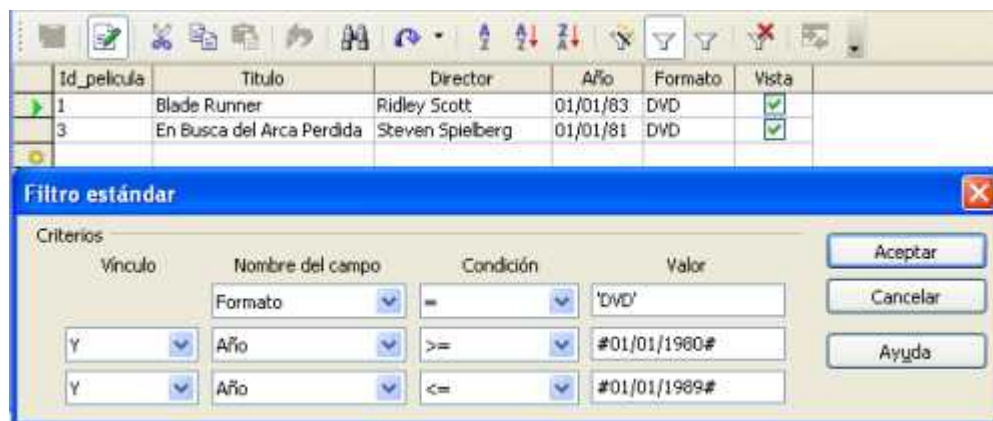 Id_pelicula Titulo Director Año Formato Vista
1 Blade Runner Ridley Scott 01/01/83 DVD
3 En Busca del Arca Perdida Steven Spielberg 01/01/81 DVD
Filtro estándar
Criterios
Vínculo Nombre del campo Condición Valor
Formato = 'DVD'
Y Año >= #01/01/1980#
Y Año <= #01/01/1989#
Aceptar
Cancelar
Ayuda